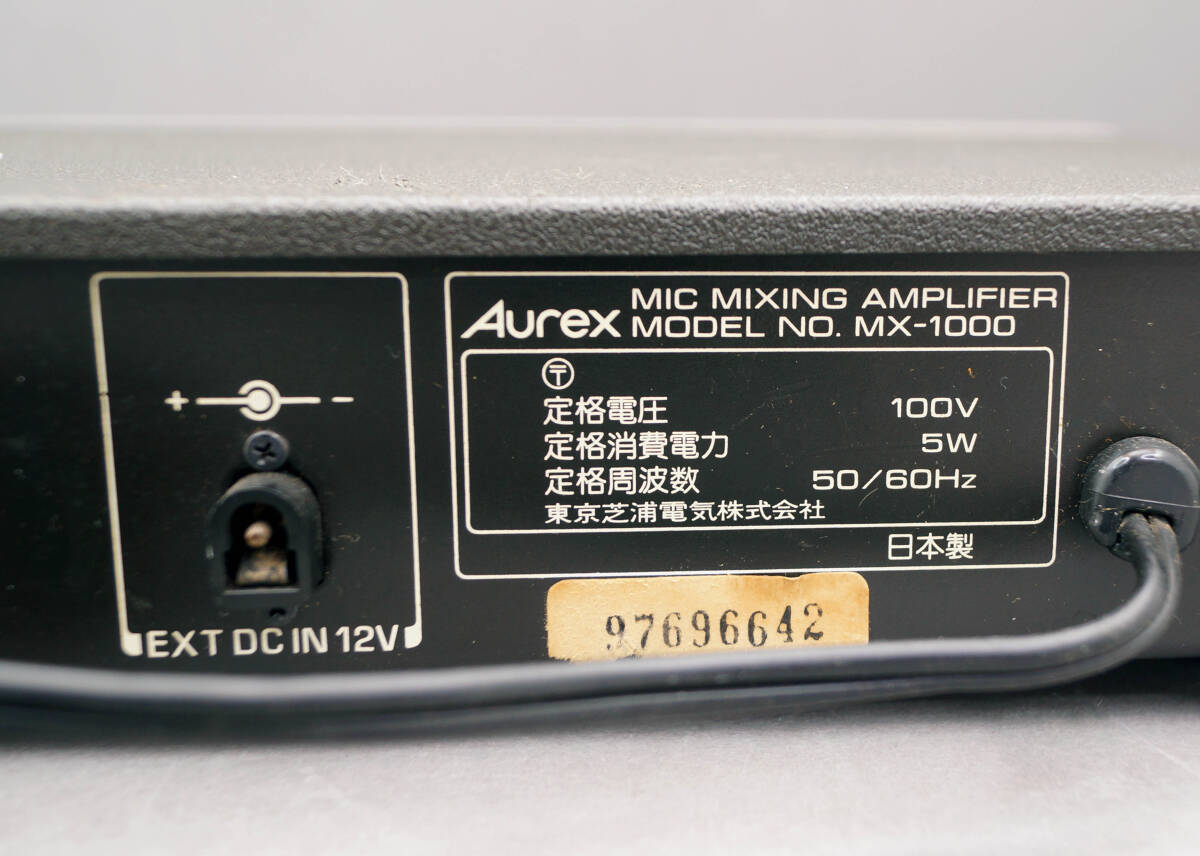 + -
EXT DC IN 12V
Aurex
MIC MIXING AMPLIFIER
MODEL NO. MX-1000
〶
定格電圧 100V
定格消費電力 5W
定格周波数 50/60Hz
東京芝浦電気株式会社
日本製
97696642